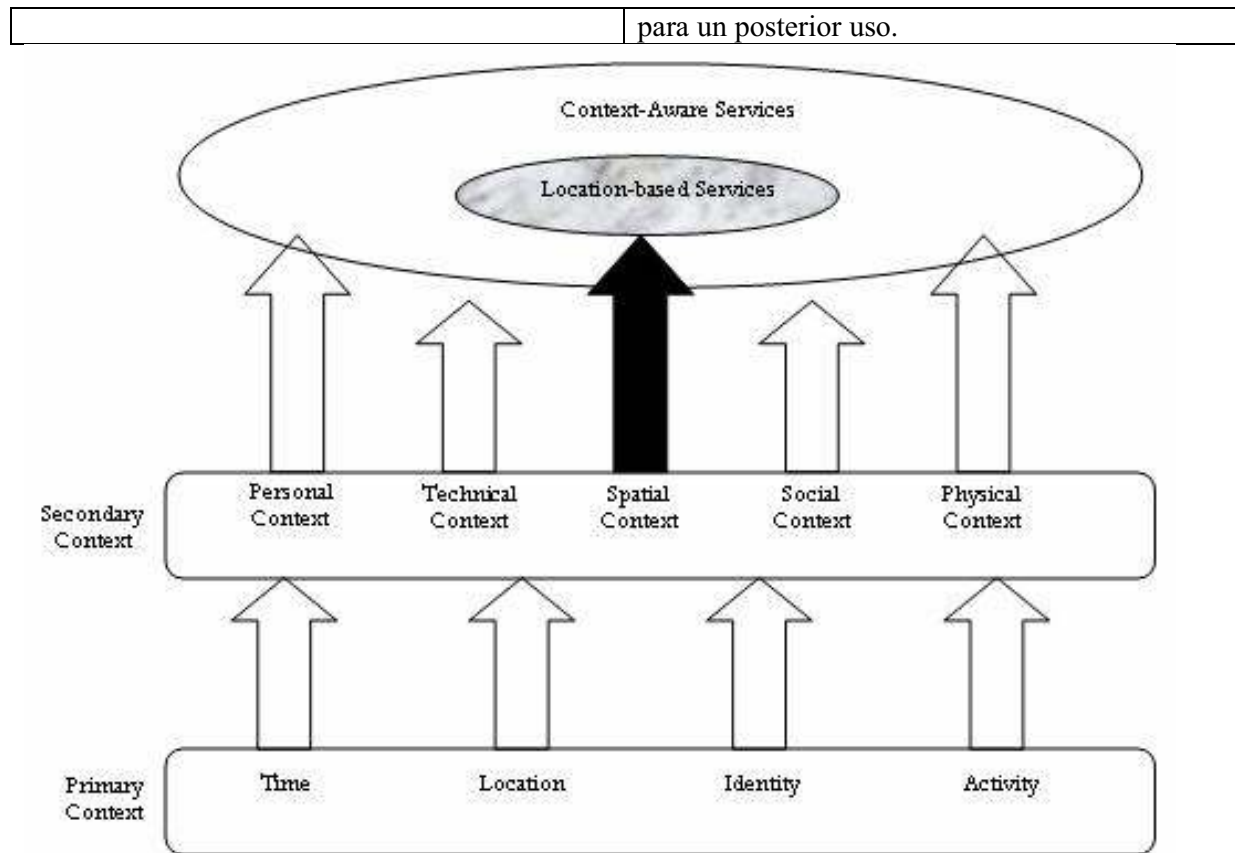 para un posterior uso.
Context-Aware Services
Location-based Services
Personal
Context
Technical
Context
Spatial
Context
Social
Context
Physical
Context
Secondary
Context
Time
Location
Identity
Activity
Primary
Context